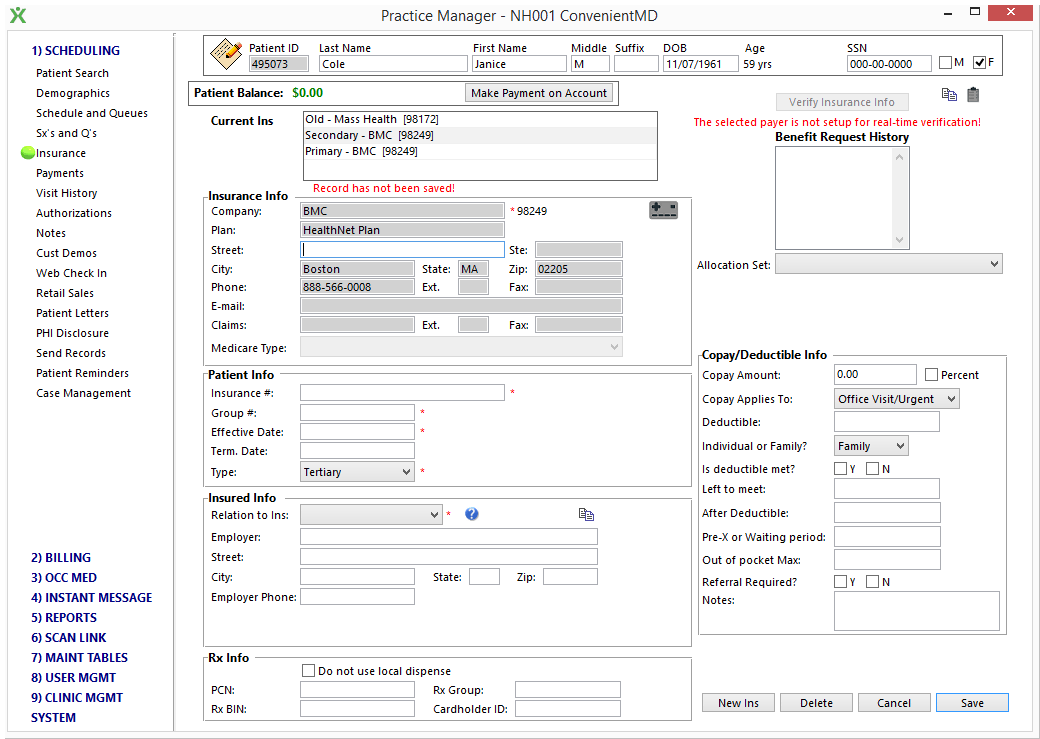 Practice Manager - NH001 ConvenientMD
1) SCHEDULING
Patient Search
Demographics
Schedule and Queues
Sx's and Q's
Insurance
Payments
Visit History
Authorizations
Notes
Cust Demos
Web Check In
Retail Sales
Patient Letters
PHI Disclosure
Send Records
Patient Reminders
Case Management
2) BILLING
3) OCC MED
4) INSTANT MESSAGE
5) REPORTS
6) SCAN LINK
7) MAINT TABLES
8) USER MGMT
9) CLINIC MGMT
SYSTEM
Patient ID Last Name First Name Middle Suffix DOB Age SSN
495073 Cole Janice M 11/07/1961 59 yrs 000-00-0000 M F
Patient Balance: $0.00 Make Payment on Account
Current Ins
Old - Mass Health [98172]
Secondary - BMC [98249]
Primary - BMC [98249]
Record has not been saved!
Insurance Info
Company: BMC * 98249
Plan: HealthNet Plan
Street: Ste:
City: Boston State: MA Zip: 02205
Phone: 888-566-0008 Ext. Fax:
E-mail:
Claims: Ext. Fax:
Medicare Type:
Patient Info
Insurance #: *
Group #: *
Effective Date: *
Term. Date:
Type: Tertiary *
Insured Info
Relation to Ins: * ?
Employer:
Street:
City: State: Zip:
Employer Phone:
Rx Info
Do not use local dispense
PCN: Rx Group:
Rx BIN: Cardholder ID:
Verify Insurance Info
The selected payer is not setup for real-time verification!
Benefit Request History
Allocation Set:
Copay/Deductible Info
Copay Amount: 0.00 Percent
Copay Applies To: Office Visit/Urgent
Deductible:
Individual or Family? Family
Is deductible met? Y N
Left to meet:
After Deductible:
Pre-X or Waiting period:
Out of pocket Max:
Referral Required? Y N
Notes:
New Ins Delete Cancel Save